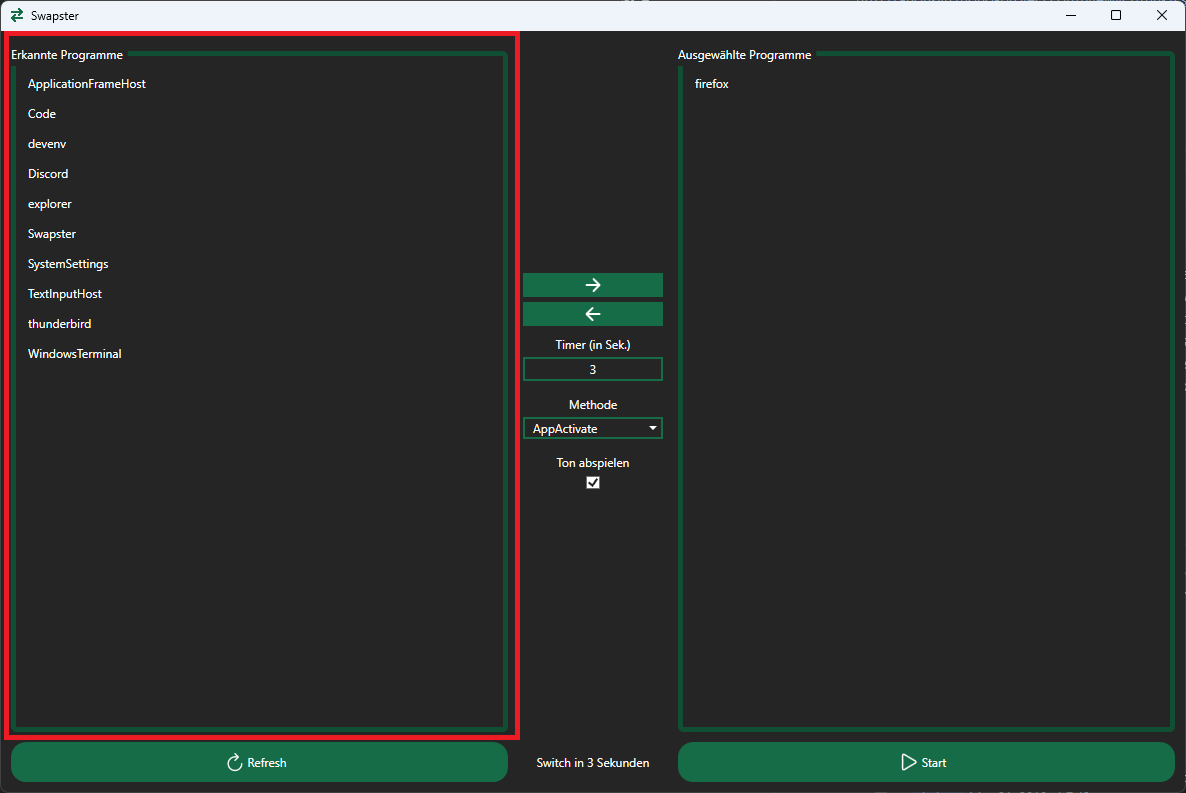 Swapster
Erkannte Programme
ApplicationFrameHost
Code
devenv
Discord
explorer
Swapster
SystemSettings
TextInputHost
thunderbird
WindowsTerminal
Refresh
Timer (in Sek.)
3
Methode
AppActivate
Ton abspielen
Switch in 3 Sekunden
Ausgewählte Programme
firefox
Start